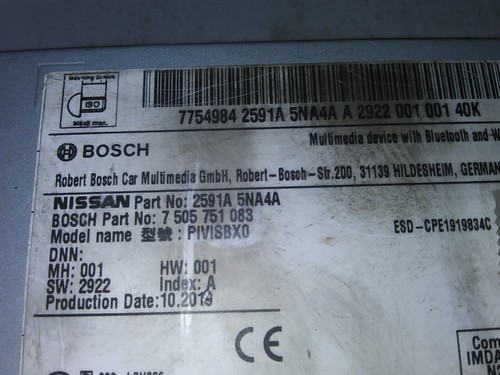 Mounting Screws
ISO
M5x8 max.
7754984 2591A 5NA4A A 2922 001 001 40K
Multimedia device with Bluetooth and
BOSCH
Robert Bosch Car Multimedia GmbH, Robert-Bosch-Str.200, 31139 HILDESHEIM, GERMAN
NISSAN Part No: 2591A 5NA4A
BOSCH Part No: 7 505 751 083
ESD-CPE1919834C
Model name 型號 : PIVISBX0
DNN:
MH: 001 HW: 001
SW: 2922 Index: A
Production Date: 10.2019
CE
Com
IMDA